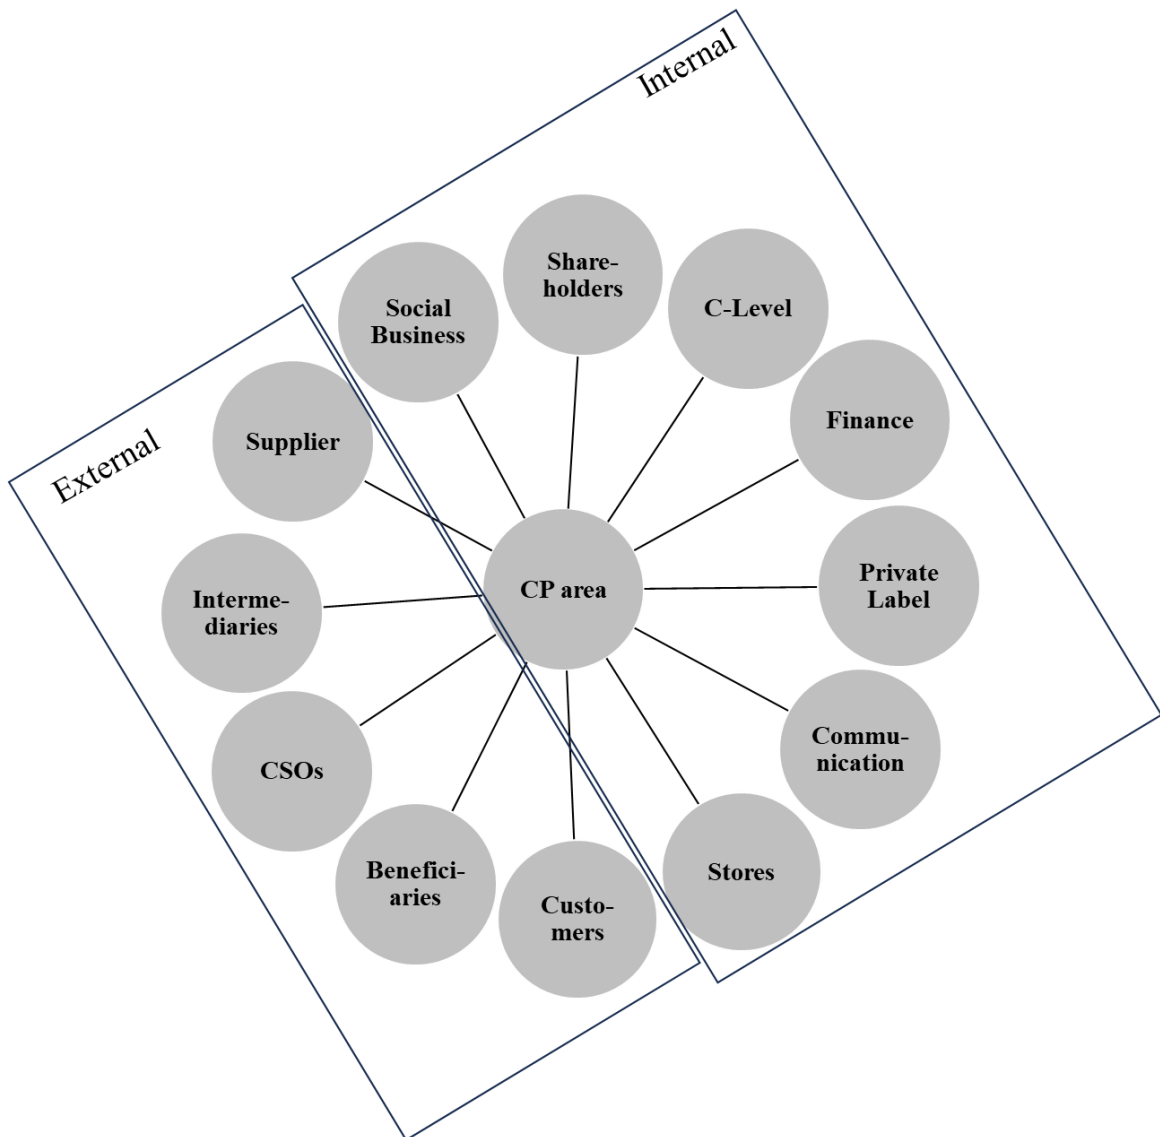 Internal
Share-
holders
Social
Business
C-Level
Finance
External
Supplier
CP area
Private
Label
Interme-
diaries
Commu-
nication
CSOs
Stores
Benefici-
aries
Custo-
mers